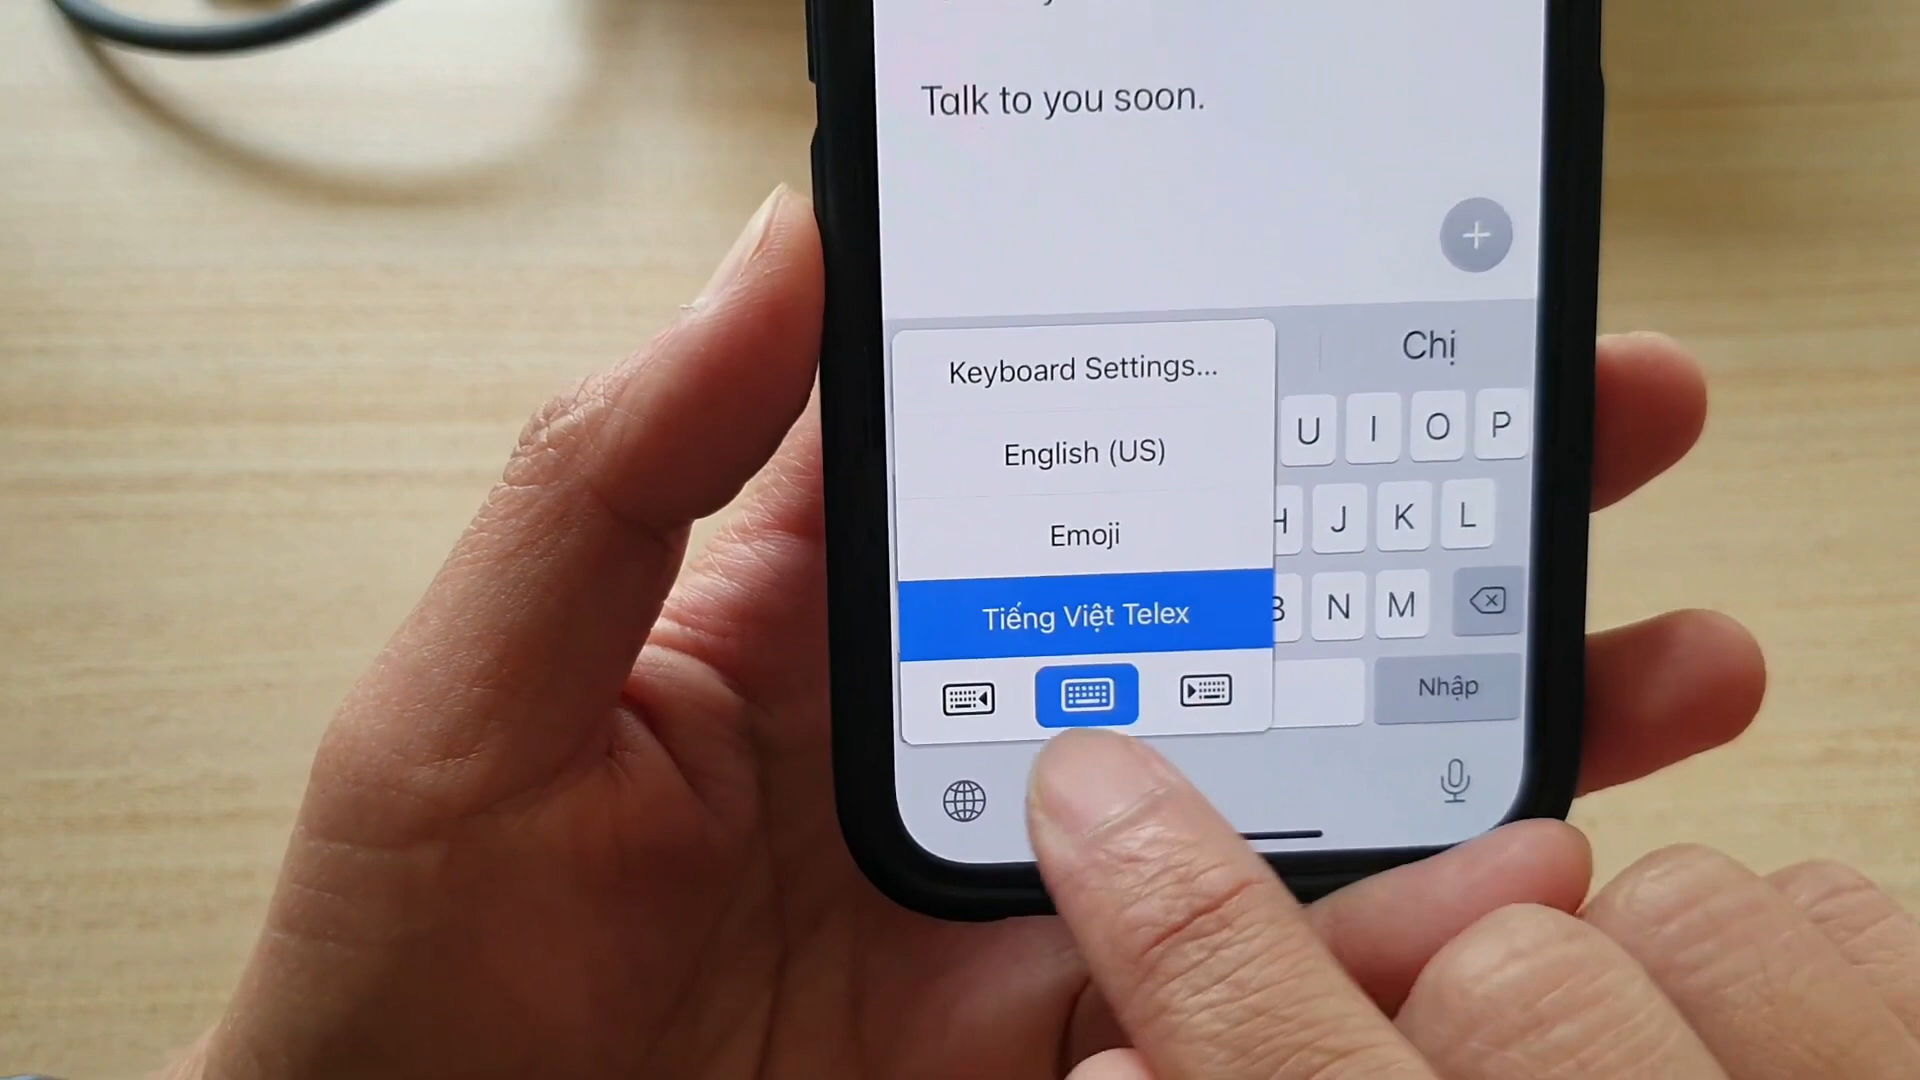 Talk to you soon.
Chị
Keyboard Settings...
English (US)
Emoji
Tiếng Việt Telex
U I O P
H J K L
B N M
Nhập